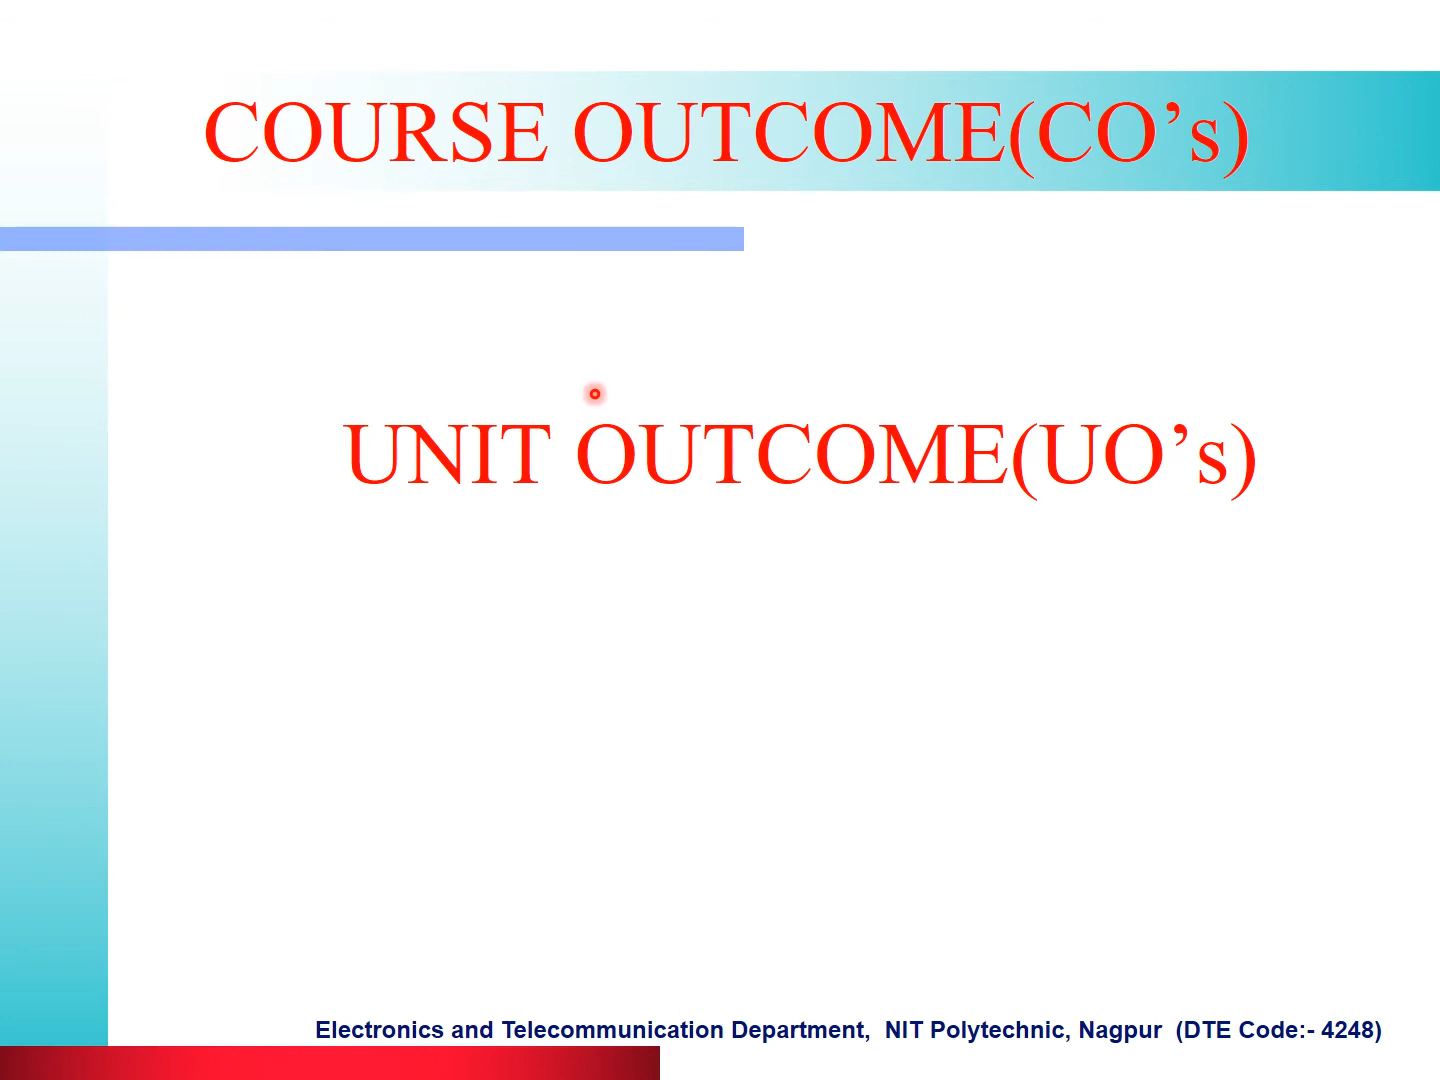 COURSE OUTCOME(CO’s)
UNIT OUTCOME(UO’s)
Electronics and Telecommunication Department,  NIT Polytechnic, Nagpur  (DTE Code:- 4248)